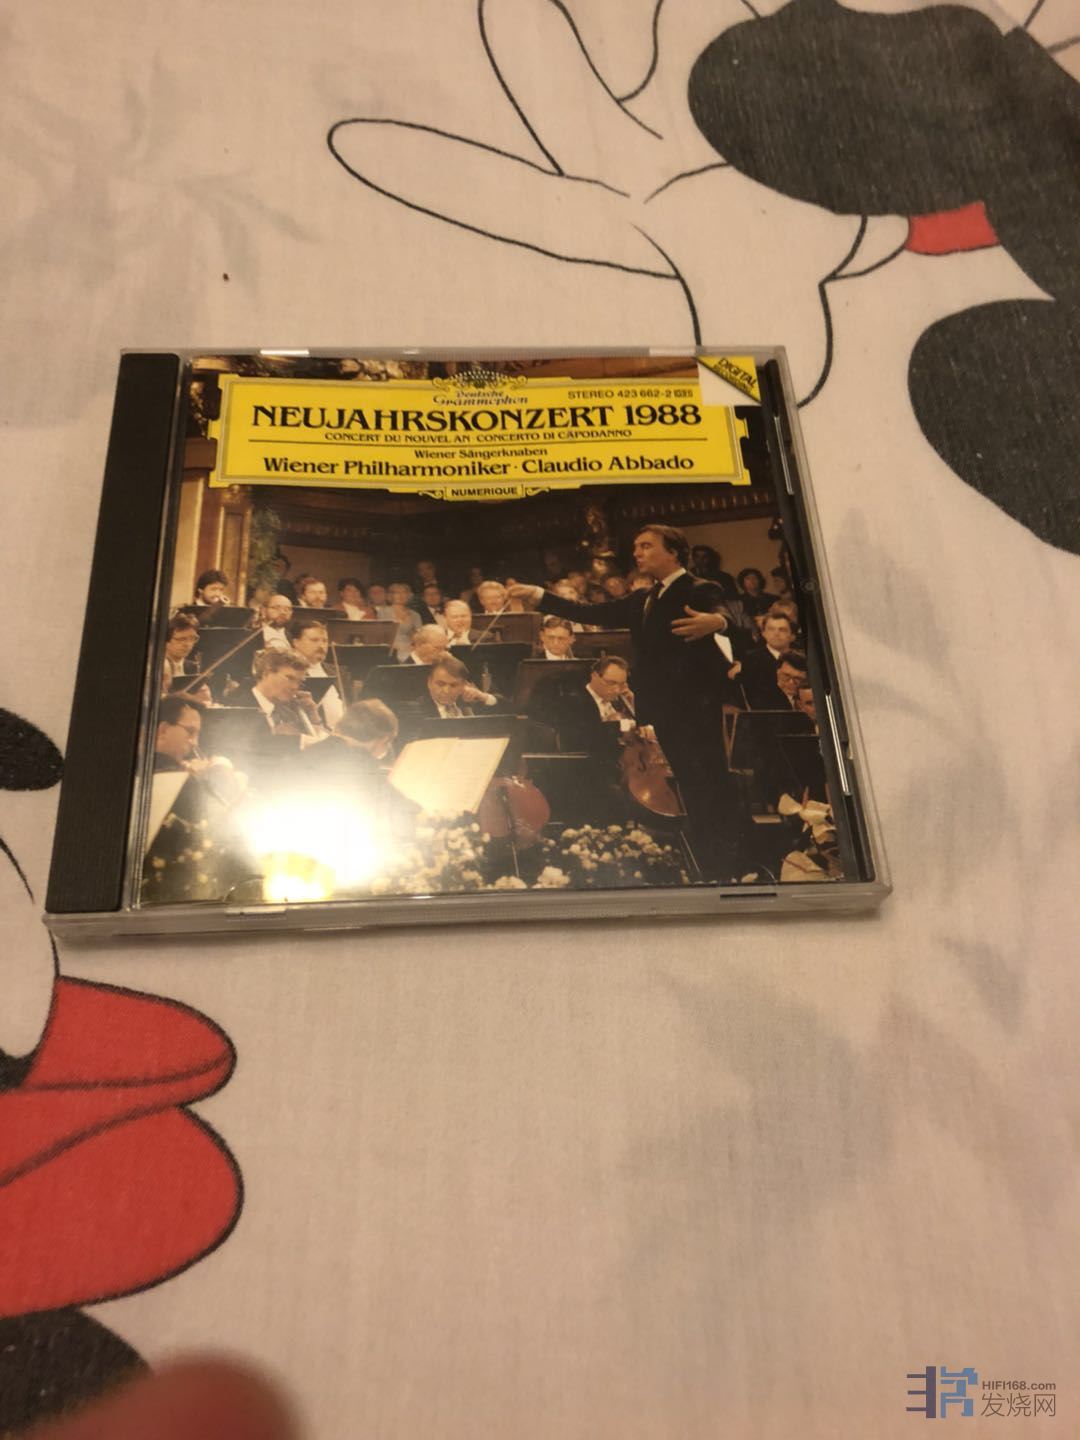 DIGITAL
RECORDING
Deutsche
Grammophon
STEREO 423 662-2
NEUJAHRSKONZERT 1988
CONCERT DU NOUVEL AN · CONCERTO DI CAPODANNO
Wiener Sängerknaben
Wiener Philharmoniker · Claudio Abbado
NUMERIQUE
HIFI168.com
发烧网